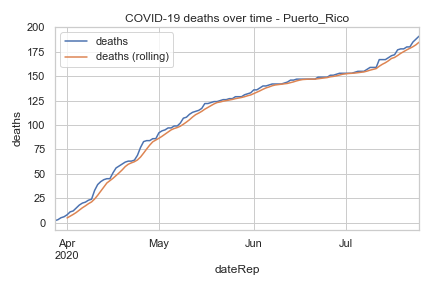 COVID-19 deaths over time - Puerto_Rico
deaths
deaths (rolling)
200
175
150
125
100
75
50
25
0
deaths
Apr
2020
May
Jun
Jul
dateRep